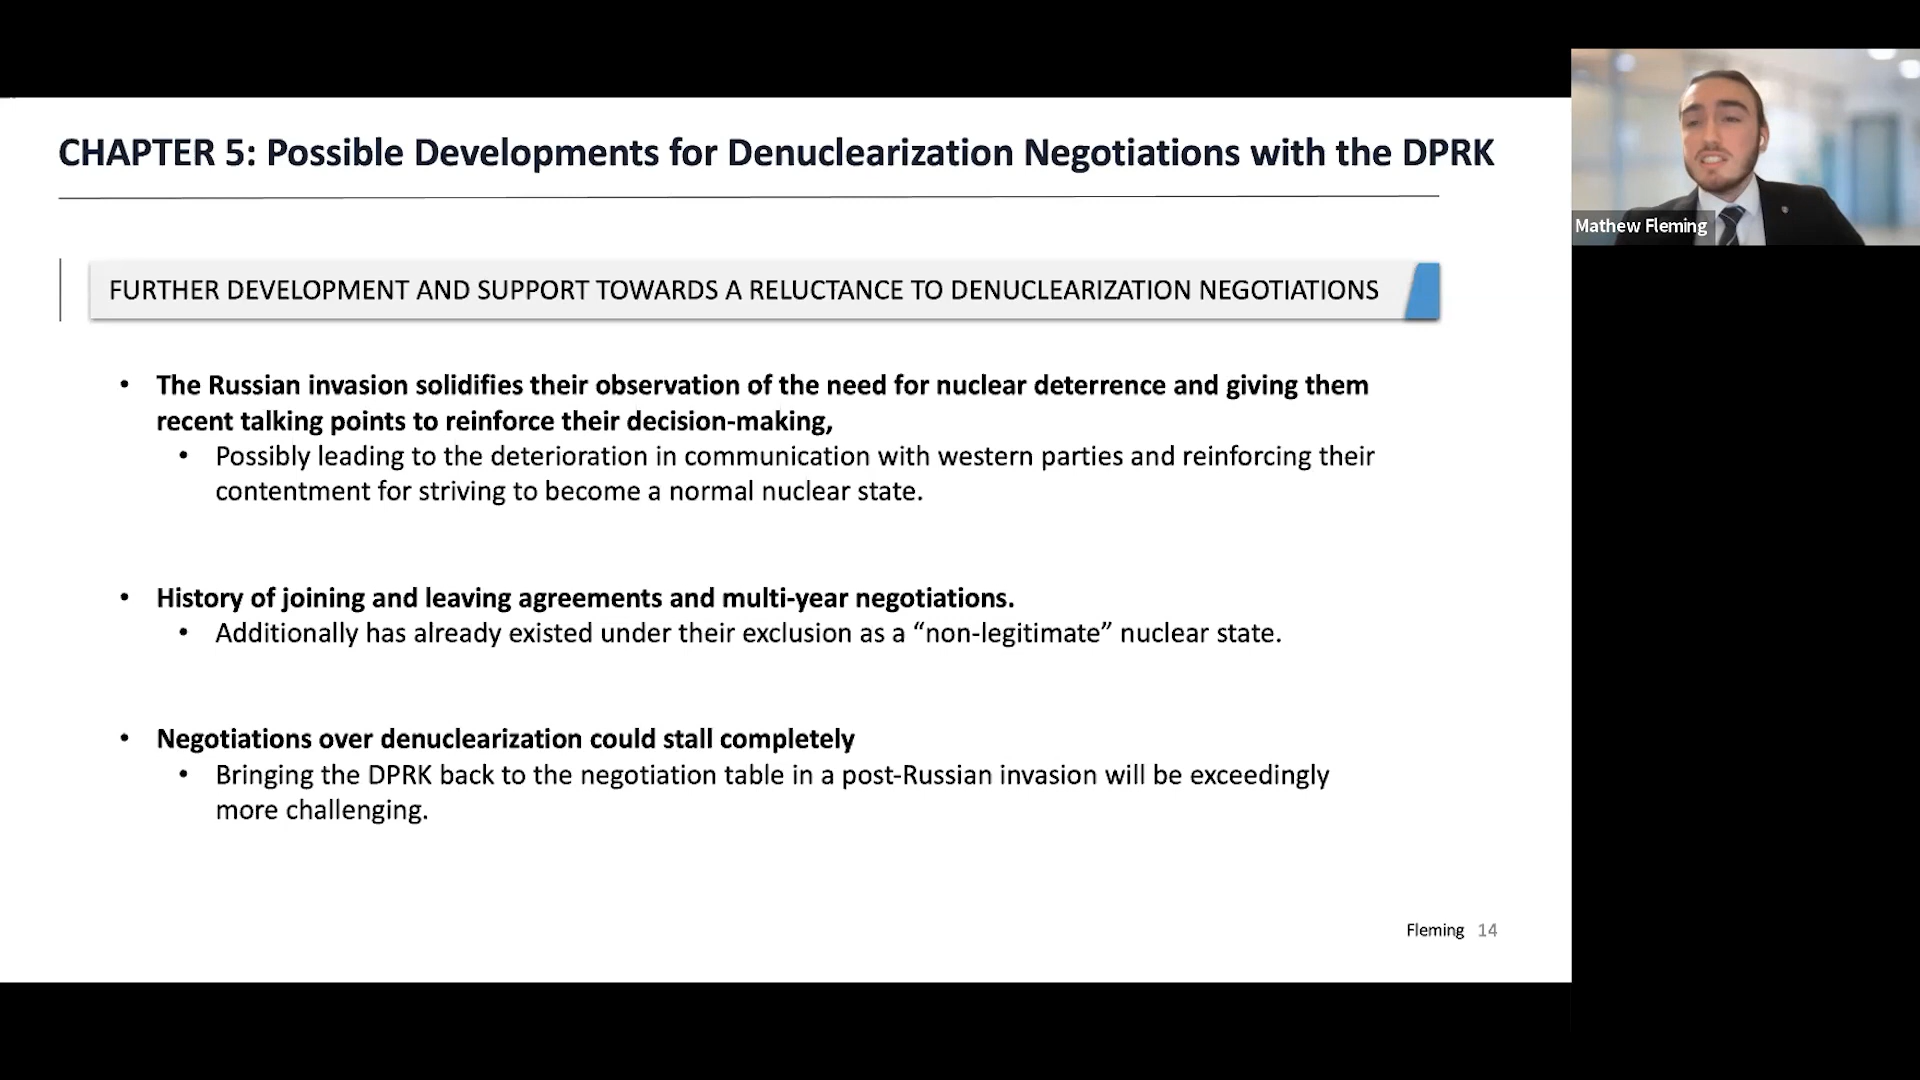 CHAPTER 5: Possible Developments for Denuclearization Negotiations with the DPRK
Mathew Fleming
FURTHER DEVELOPMENT AND SUPPORT TOWARDS A RELUCTANCE TO DENUCLEARIZATION NEGOTIATIONS
• The Russian invasion solidifies their observation of the need for nuclear deterrence and giving them
recent talking points to reinforce their decision-making,
• Possibly leading to the deterioration in communication with western parties and reinforcing their
contentment for striving to become a normal nuclear state.
• History of joining and leaving agreements and multi-year negotiations.
• Additionally has already existed under their exclusion as a “non-legitimate” nuclear state.
• Negotiations over denuclearization could stall completely
• Bringing the DPRK back to the negotiation table in a post-Russian invasion will be exceedingly
more challenging.
Fleming 14